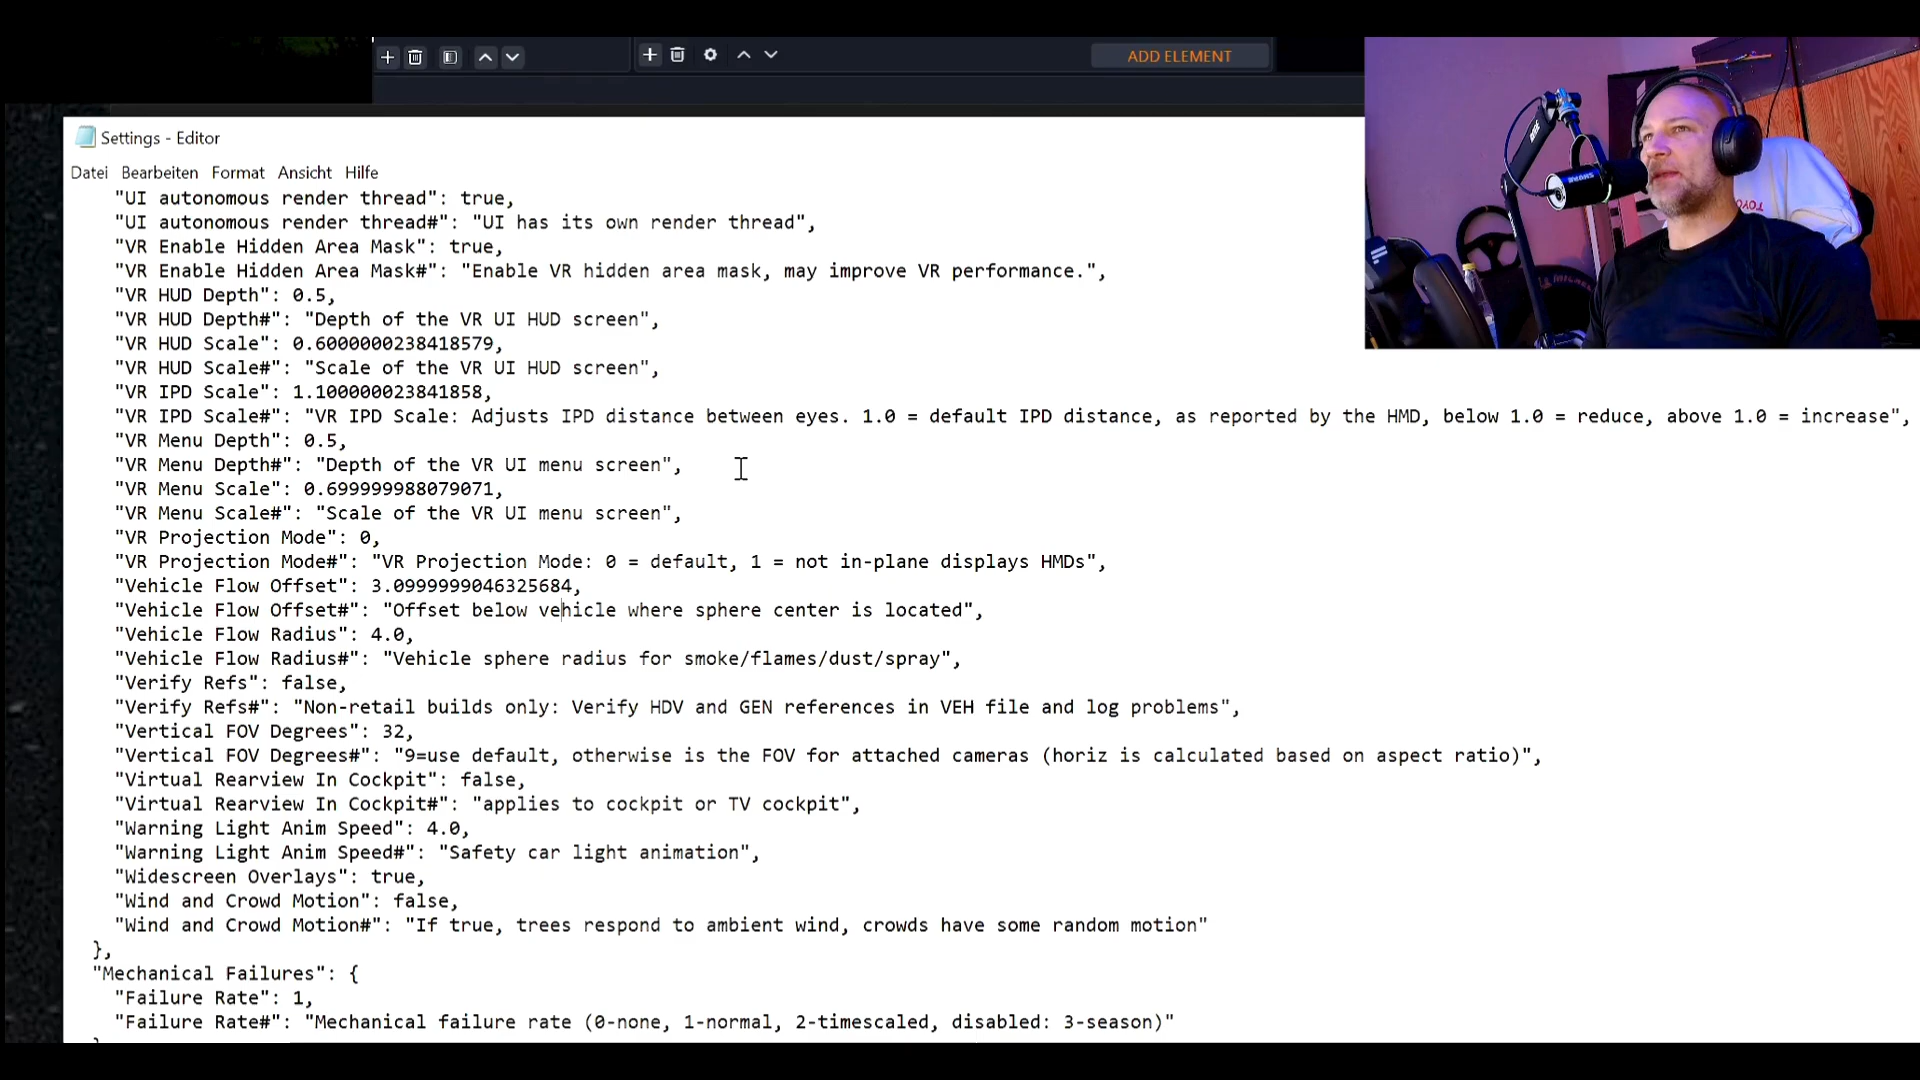 ADD ELEMENT
Settings - Editor
Datei Bearbeiten Format Ansicht Hilfe
"UI autonomous render thread": true,
"UI autonomous render thread#": "UI has its own render thread",
"VR Enable Hidden Area Mask": true,
"VR Enable Hidden Area Mask#": "Enable VR hidden area mask, may improve VR performance.",
"VR HUD Depth": 0.5,
"VR HUD Depth#": "Depth of the VR UI HUD screen",
"VR HUD Scale": 0.6000000238418579,
"VR HUD Scale#": "Scale of the VR UI HUD screen",
"VR IPD Scale": 1.100000023841858,
"VR IPD Scale#": "VR IPD Scale: Adjusts IPD distance between eyes. 1.0 = default IPD distance, as reported by the HMD, below 1.0 = reduce, above 1.0 = increase",
"VR Menu Depth": 0.5,
"VR Menu Depth#": "Depth of the VR UI menu screen",
"VR Menu Scale": 0.699999988079071,
"VR Menu Scale#": "Scale of the VR UI menu screen",
"VR Projection Mode": 0,
"VR Projection Mode#": "VR Projection Mode: 0 = default, 1 = not in-plane displays HMDs",
"Vehicle Flow Offset": 3.0999999046325684,
"Vehicle Flow Offset#": "Offset below vehicle where sphere center is located",
"Vehicle Flow Radius": 4.0,
"Vehicle Flow Radius#": "Vehicle sphere radius for smoke/flames/dust/spray",
"Verify Refs": false,
"Verify Refs#": "Non-retail builds only: Verify HDV and GEN references in VEH file and log problems",
"Vertical FOV Degrees": 32,
"Vertical FOV Degrees#": "9=use default, otherwise is the FOV for attached cameras (horiz is calculated based on aspect ratio)",
"Virtual Rearview In Cockpit": false,
"Virtual Rearview In Cockpit#": "applies to cockpit or TV cockpit",
"Warning Light Anim Speed": 4.0,
"Warning Light Anim Speed#": "Safety car light animation",
"Widescreen Overlays": true,
"Wind and Crowd Motion": false,
"Wind and Crowd Motion#": "If true, trees respond to ambient wind, crowds have some random motion"
},
"Mechanical Failures": {
"Failure Rate": 1,
"Failure Rate#": "Mechanical failure rate (0-none, 1-normal, 2-timescaled, disabled: 3-season)"